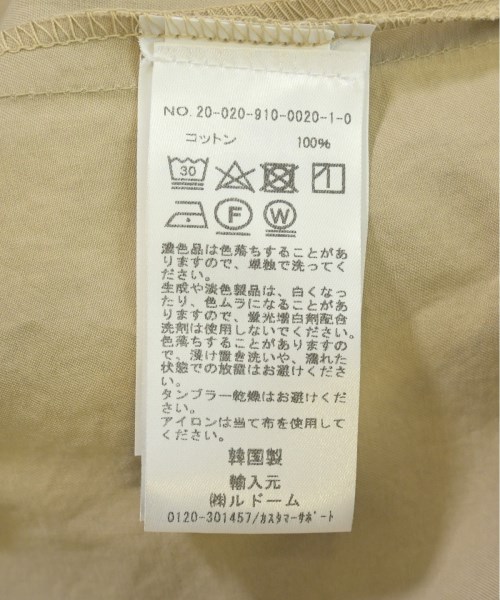 NO. 20-020-910-0020-1-0
コットン 100%
30
F W
濃色品は色落ちすることがあ
りますので、単独で洗ってく
ださい。
生成や淡色製品は、白くなっ
たり、色ムラになることがあ
りますので、蛍光増白剤配合
洗剤は使用しないでください。
色落ちすることがありますの
で、浸け置き洗いや、濡れた
状態での放置はお避けくださ
い。
タンブラー乾燥はお避けくだ
さい。
アイロンは当て布を使用して
ください。
韓国製
輸入元
㈱ルドーム
0120-301457/ｶｽﾀﾏｰｻﾎﾟｰﾄ